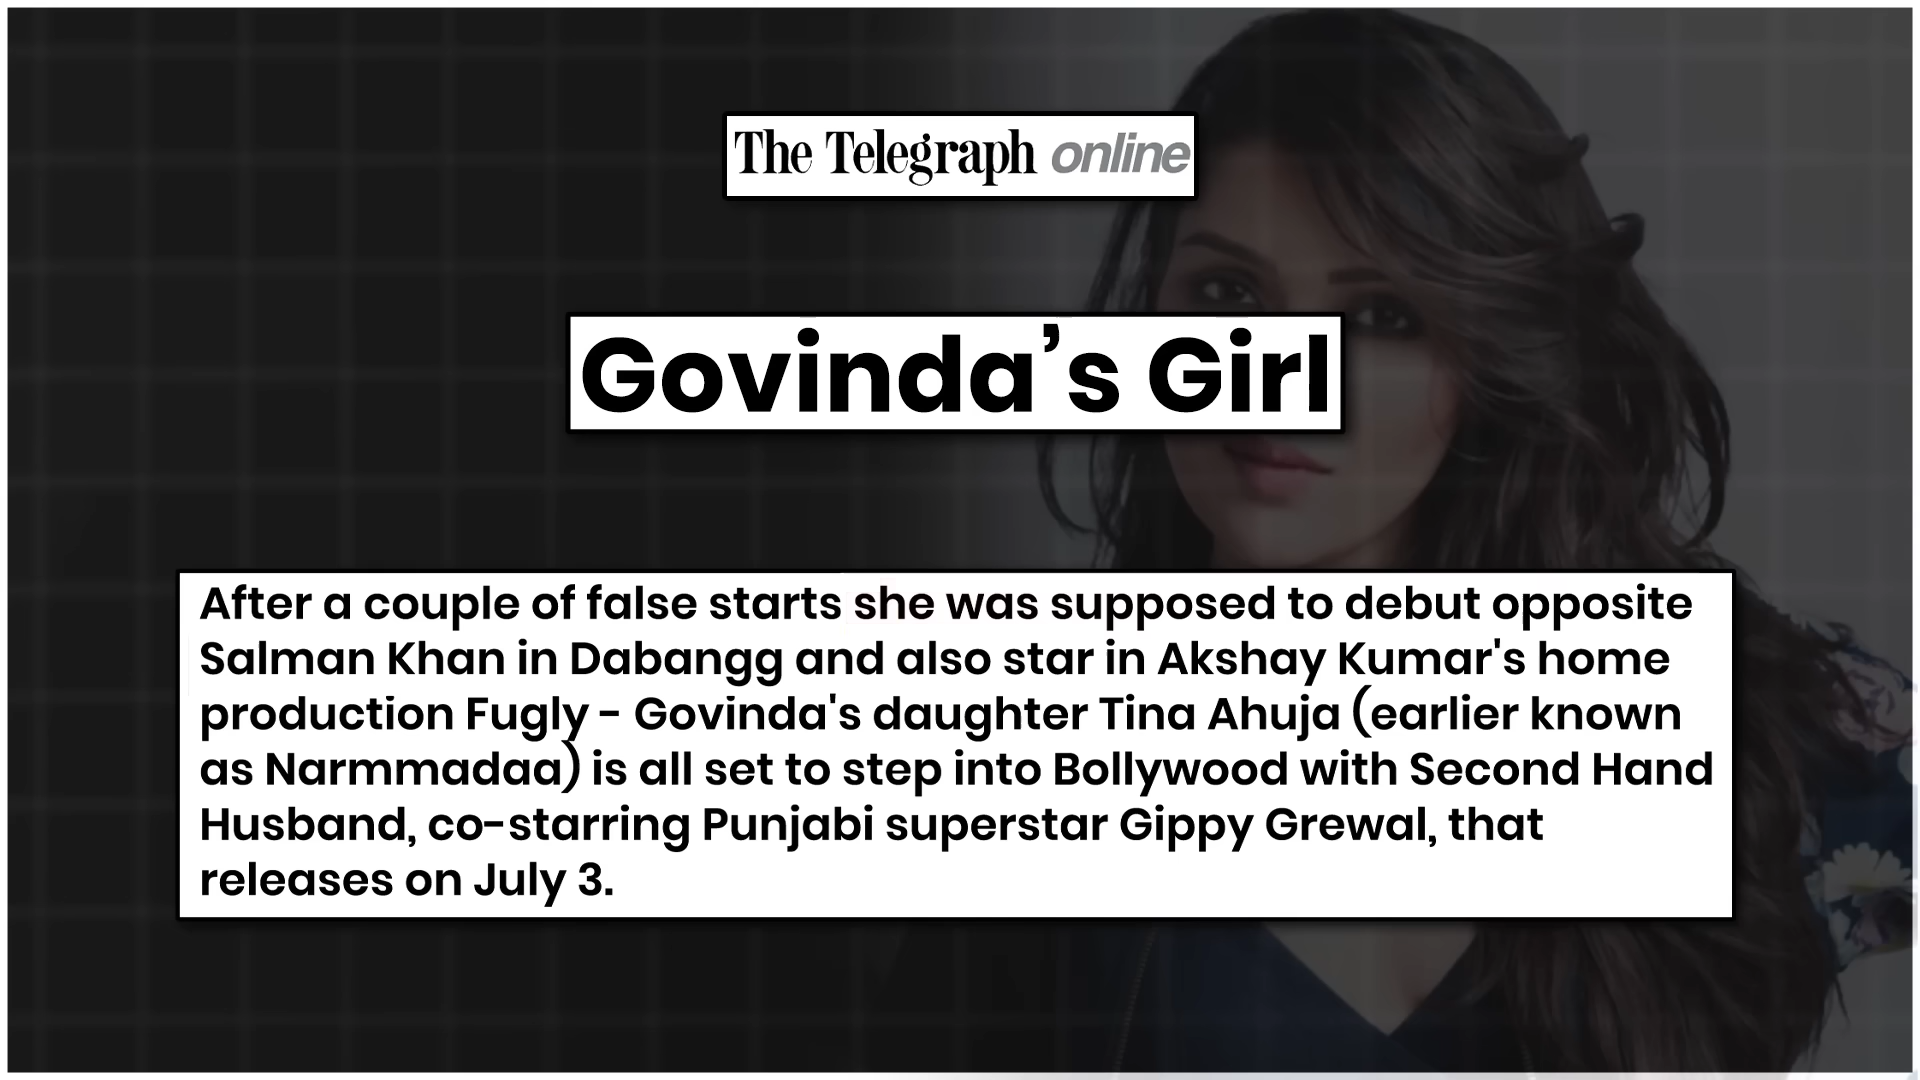 The Telegraph online
Govinda’s Girl
After a couple of false starts she was supposed to debut opposite
Salman Khan in Dabangg and also star in Akshay Kumar's home
production Fugly - Govinda's daughter Tina Ahuja (earlier known
as Narmmadaa) is all set to step into Bollywood with Second Hand
Husband, co-starring Punjabi superstar Gippy Grewal, that
releases on July 3.